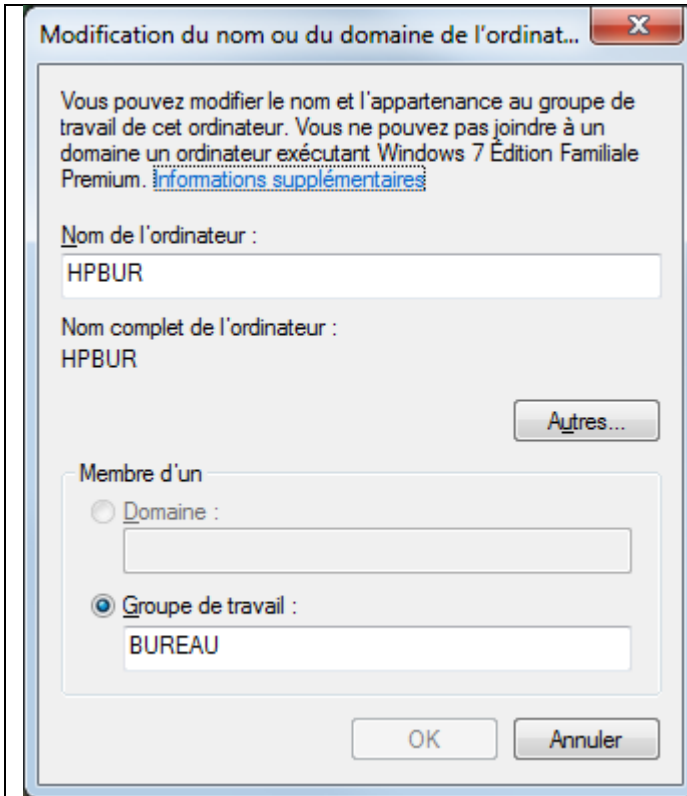 Modification du nom ou du domaine de l'ordinat...
Vous pouvez modifier le nom et l'appartenance au groupe de
travail de cet ordinateur. Vous ne pouvez pas joindre à un
domaine un ordinateur exécutant Windows 7 Édition Familiale
Premium. Informations supplémentaires
Nom de l'ordinateur :
HPBUR
Nom complet de l'ordinateur :
HPBUR
Autres...
Membre d'un
Domaine :
Groupe de travail :
BUREAU
OK Annuler